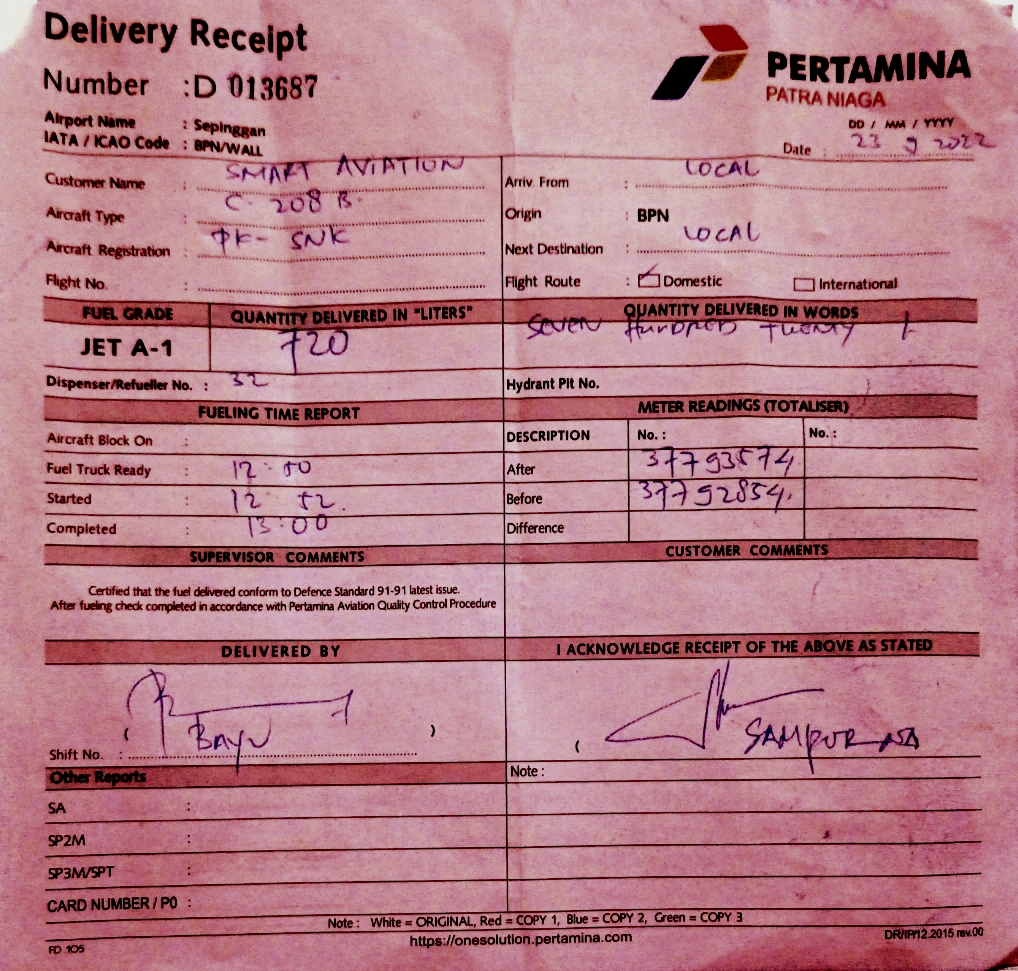 Delivery Receipt
Number : D 013687
PERTAMINA
PATRA NIAGA
Airport Name : Sepinggan
IATA / ICAO Code : BPN/WALL
DD / MM / YYYY
Date : 23 9 2022
Customer Name : SMART AVIATION
Arriv From : LOCAL
Aircraft Type : C 208 B.
Origin : BPN
Aircraft Registration : PK- SNK
Next Destination : LOCAL
Flight No. :
Flight Route : Domestic International
FUEL GRADE QUANTITY DELIVERED IN "LITERS" QUANTITY DELIVERED IN WORDS
JET A-1 720 SEVEN HUNDRED TWENTY L
Dispenser/Refueller No. : 32
Hydrant Pit No.
FUELING TIME REPORT METER READINGS (TOTALISER)
Aircraft Block On :
DESCRIPTION No. : No. :
Fuel Truck Ready : 12 50
After 37793574
Started : 12 52.
Before 37792854.
Completed : 13:00
Difference
SUPERVISOR COMMENTS CUSTOMER COMMENTS
Certified that the fuel delivered conform to Defence Standard 91-91 latest issue.
After fueling check completed in accordance with Pertamina Aviation Quality Control Procedure
DELIVERED BY I ACKNOWLEDGE RECEIPT OF THE ABOVE AS STATED
( BAYU )
( SAMPURNA
Shift No. :
Other Reports
Note :
SA :
SP2M :
SP3M/SPT :
CARD NUMBER / P0 :
Note : White = ORIGINAL, Red = COPY 1, Blue = COPY 2, Green = COPY 3
FD 105
https://onesolution.pertamina.com
DR/IP/12.2015 rev.00